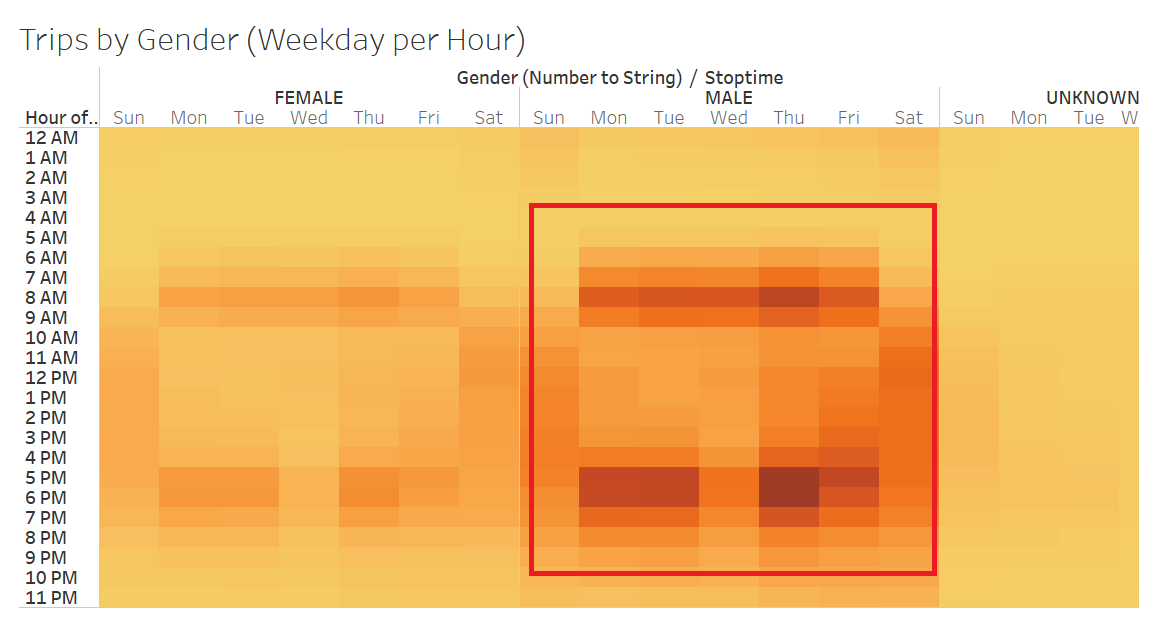 Trips by Gender (Weekday per Hour)
Gender (Number to String) / Stoptime
FEMALE MALE UNKNOWN
Hour of.. Sun Mon Tue Wed Thu Fri Sat Sun Mon Tue Wed Thu Fri Sat Sun Mon Tue W
12 AM
1 AM
2 AM
3 AM
4 AM
5 AM
6 AM
7 AM
8 AM
9 AM
10 AM
11 AM
12 PM
1 PM
2 PM
3 PM
4 PM
5 PM
6 PM
7 PM
8 PM
9 PM
10 PM
11 PM